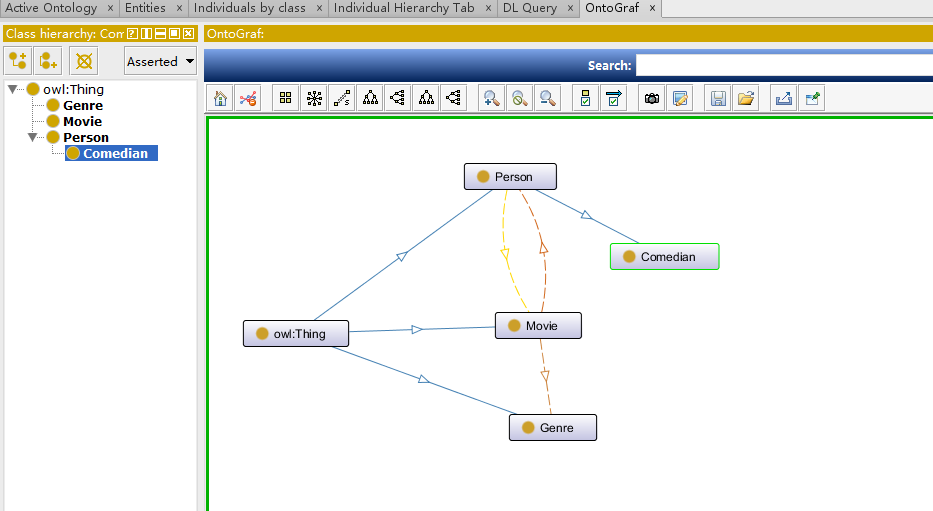 Active Ontology × Entities × Individuals by class × Individual Hierarchy Tab × DL Query × OntoGraf ×
Class hierarchy: Com
OntoGraf:
Search:
Asserted
owl:Thing
Genre
Movie
Person
Comedian
Person
Comedian
Movie
owl:Thing
Genre